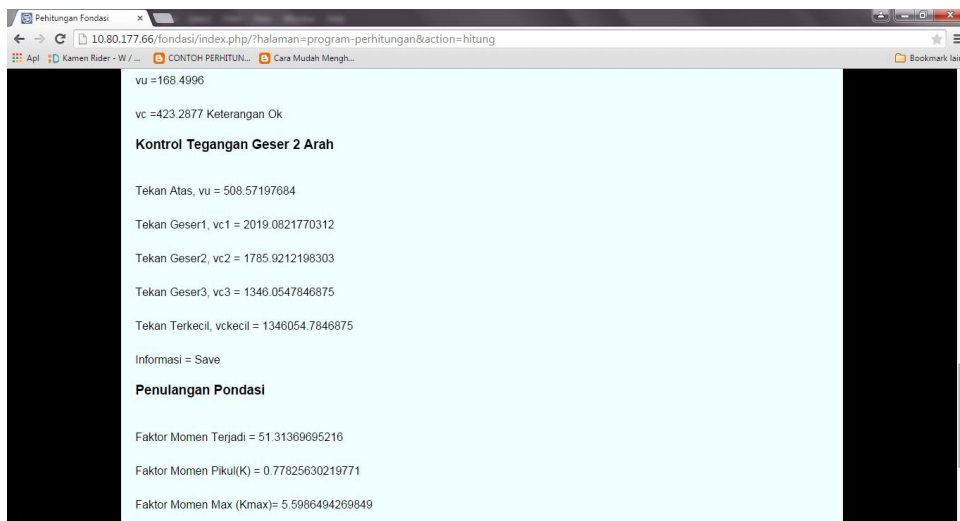 Pehitungan Fondasi
10.80.177.66/fondasi/index.php/?halaman=program-perhitungan&action=hitung
Apl
Kamen Rider - W / ...
CONTOH PERHITUN...
Cara Mudah Mengh...
Bookmark lain
vu =168.4996
vc =423.2877 Keterangan Ok
Kontrol Tegangan Geser 2 Arah
Tekan Atas, vu = 508.57197684
Tekan Geser1, vc1 = 2019.0821770312
Tekan Geser2, vc2 = 1785.9212198303
Tekan Geser3, vc3 = 1346.0547846875
Tekan Terkecil, vckecil = 1346054.7846875
Informasi = Save
Penulangan Pondasi
Faktor Momen Terjadi = 51.31369695216
Faktor Momen Pikul(K) = 0.77825630219771
Faktor Momen Max (Kmax)= 5.5986494269849